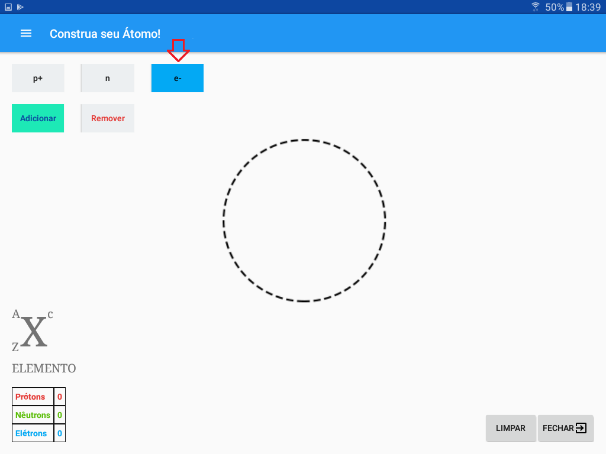 50% 18:39
Construa seu Átomo!
p+ n e-
Adicionar Remover
A X c
Z
ELEMENTO
Prótons 0
Nêutrons 0
Elétrons 0
LIMPAR FECHAR